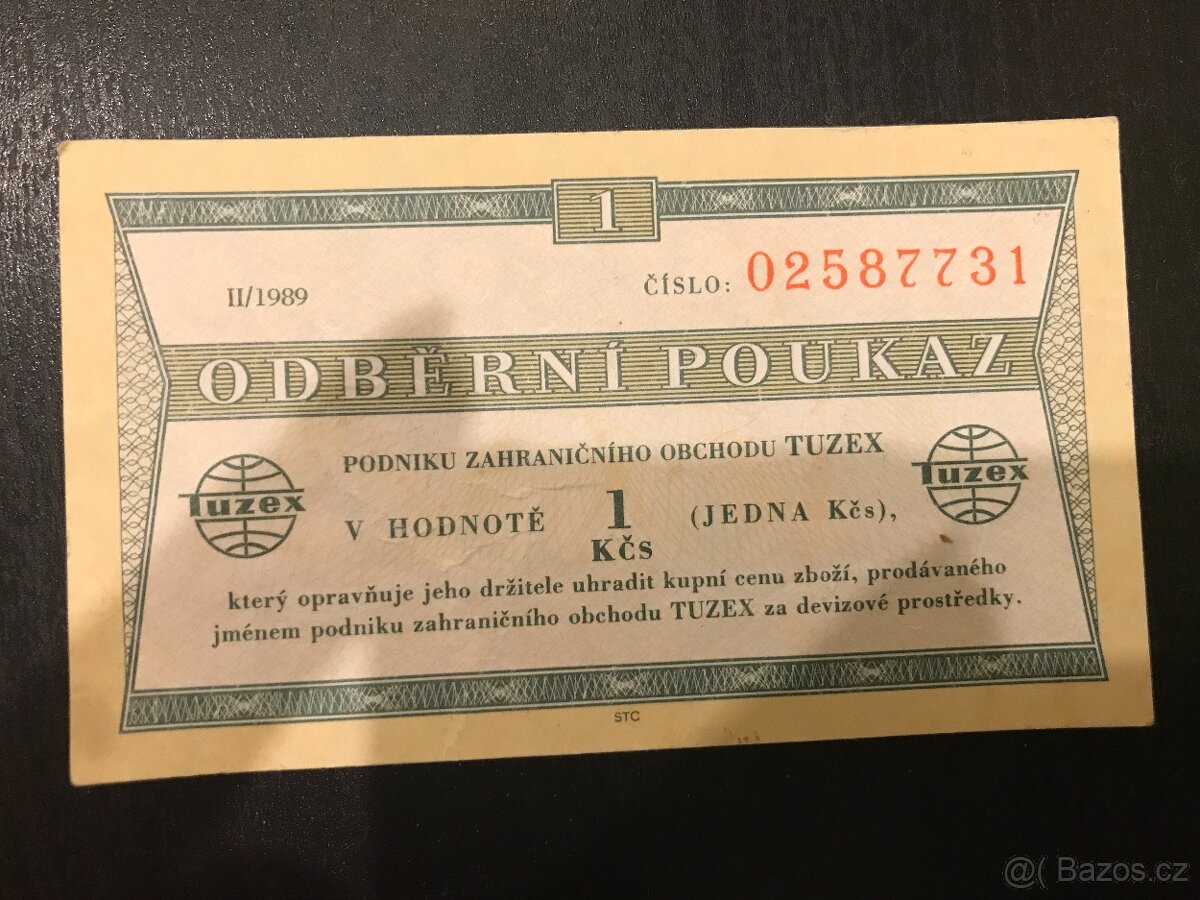 1
II/1989
ČÍSLO: 02587731
ODBĚRNÍ POUKAZ
PODNIKU ZAHRANIČNÍHO OBCHODU TUZEX
Tuzex
Tuzex
V HODNOTĚ 1 KČS (JEDNA Kčs),
který opravňuje jeho držitele uhradit kupní cenu zboží, prodávaného
jménem podniku zahraničního obchodu TUZEX za devizové prostředky.
STC
@( Bazos.cz